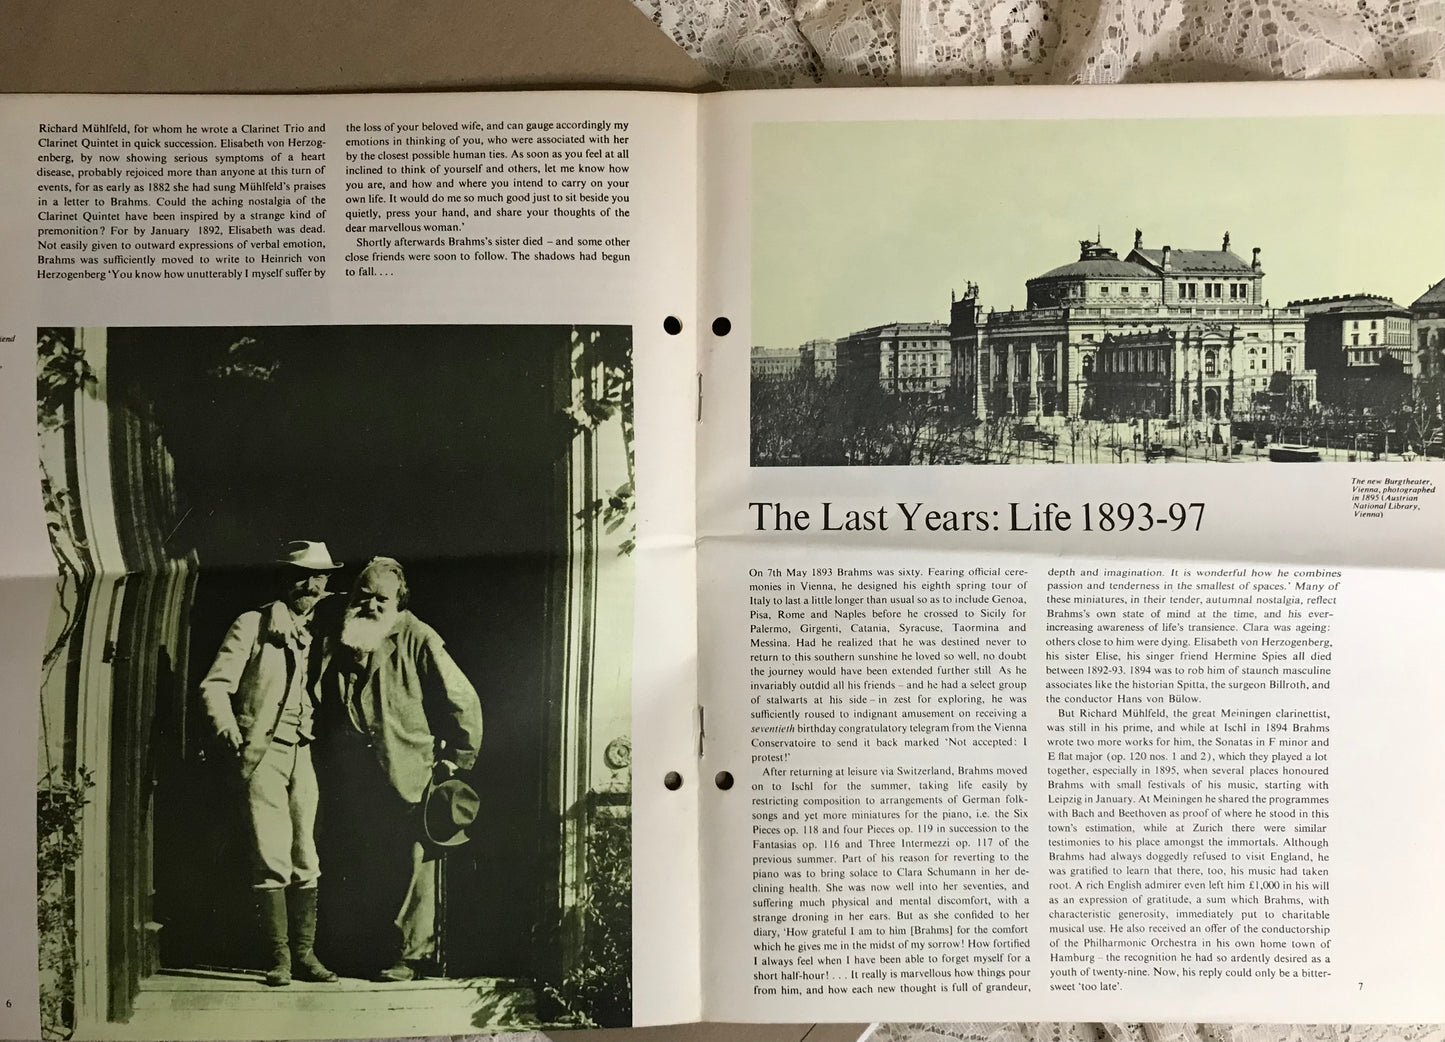 Richard Mühlfeld, for whom he wrote a Clarinet Trio and
Clarinet Quintet in quick succession. Elisabeth von Herzog-
enberg, by now showing serious symptoms of a heart
disease, probably rejoiced more than anyone at this turn of
events, for as early as 1882 she had sung Mühlfeld's praises
in a letter to Brahms. Could the aching nostalgia of the
Clarinet Quintet have been inspired by a strange kind of
premonition? For by January 1892, Elisabeth was dead.
Not easily given to outward expressions of verbal emotion,
Brahms was sufficiently moved to write to Heinrich von
Herzogenberg 'You know how unutterably I myself suffer by
the loss of your beloved wife, and can gauge accordingly my
emotions in thinking of you, who were associated with her
by the closest possible human ties. As soon as you feel at all
inclined to think of yourself and others, let me know how
you are, and how and where you intend to carry on your
own life. It would do me so much good just to sit beside you
quietly, press your hand, and share your thoughts of the
dear marvellous woman.'
Shortly afterwards Brahms's sister died – and some other
close friends were soon to follow. The shadows had begun
to fall. . . .
6
The new Burgtheater,
Vienna, photographed
in 1895 (Austrian
National Library,
Vienna)
The Last Years: Life 1893-97
On 7th May 1893 Brahms was sixty. Fearing official cere-
monies in Vienna, he designed his eighth spring tour of
Italy to last a little longer than usual so as to include Genoa,
Pisa, Rome and Naples before he crossed to Sicily for
Palermo, Girgenti, Catania, Syracuse, Taormina and
Messina. Had he realized that he was destined never to
return to this southern sunshine he loved so well, no doubt
the journey would have been extended further still. As he
invariably outdid all his friends – and he had a select group
of stalwarts at his side – in zest for exploring, he was
sufficiently roused to indignant amusement on receiving a
seventieth birthday congratulatory telegram from the Vienna
Conservatoire to send it back marked 'Not accepted: I
protest!'
After returning at leisure via Switzerland, Brahms moved
on to Ischl for the summer, taking life easily by
restricting composition to arrangements of German folk-
songs and yet more miniatures for the piano, i.e. the Six
Pieces op. 118 and four Pieces op. 119 in succession to the
Fantasias op. 116 and Three Intermezzi op. 117 of the
previous summer. Part of his reason for reverting to the
piano was to bring solace to Clara Schumann in her de-
clining health. She was now well into her seventies, and
suffering much physical and mental discomfort, with a
strange droning in her ears. But as she confided to her
diary, 'How grateful I am to him [Brahms] for the comfort
which he gives me in the midst of my sorrow! How fortified
I always feel when I have been able to forget myself for a
short half-hour! . . . It really is marvellous how things pour
from him, and how each new thought is full of grandeur,
depth and imagination. It is wonderful how he combines
passion and tenderness in the smallest of spaces.' Many of
these miniatures, in their tender, autumnal nostalgia, reflect
Brahms's own state of mind at the time, and his ever-
increasing awareness of life's transience. Clara was ageing:
others close to him were dying. Elisabeth von Herzogenberg,
his sister Elise, his singer friend Hermine Spies all died
between 1892-93. 1894 was to rob him of staunch masculine
associates like the historian Spitta, the surgeon Billroth, and
the conductor Hans von Bülow.
But Richard Mühlfeld, the great Meiningen clarinettist,
was still in his prime, and while at Ischl in 1894 Brahms
wrote two more works for him, the Sonatas in F minor and
E flat major (op. 120 nos. 1 and 2), which they played a lot
together, especially in 1895, when several places honoured
Brahms with small festivals of his music, starting with
Leipzig in January. At Meiningen he shared the programmes
with Bach and Beethoven as proof of where he stood in this
town's estimation, while at Zurich there were similar
testimonies to his place amongst the immortals. Although
Brahms had always doggedly refused to visit England, he
was gratified to learn that there, too, his music had taken
root. A rich English admirer even left him £1,000 in his will
as an expression of gratitude, a sum which Brahms, with
characteristic generosity, immediately put to charitable
musical use. He also received an offer of the conductorship
of the Philharmonic Orchestra in his own home town of
Hamburg – the recognition he had so ardently desired as a
youth of twenty-nine. Now, his reply could only be a bitter-
sweet 'too late'.
7